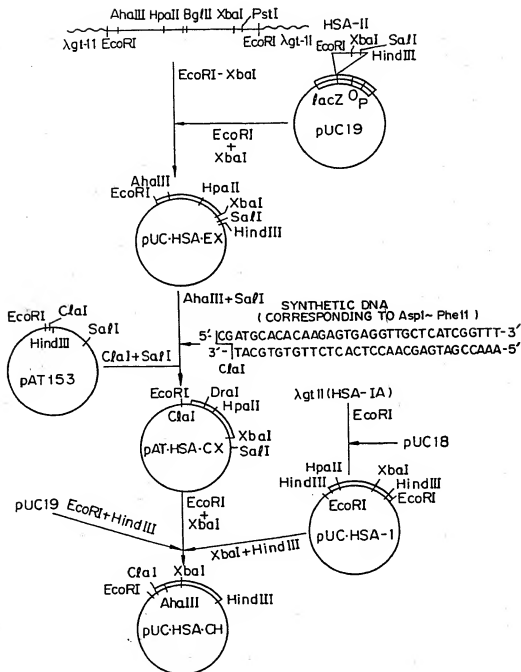 AhaIII HpaII BglII XbaI PstI
λgt-11 EcoRI EcoRI λgt-11
HSA-II
EcoRI XbaI SalI
HindIII
lacZ O P
pUC19
EcoRI-XbaI
EcoRI
+
XbaI
AhaIII
EcoRI
HpaII
XbaI
SalI
HindIII
pUC·HSA·EX
AhaIII+SalI
SYNTHETIC DNA
(CORRESPONDING TO Asp1~Phe11)
5' CGATGCACACAAGAGTGAGGTTGCTCATCGGTTT-3'
3'- TACGTGTGTTCTCACTCCAACGAGTAGCCAAA-5'
ClaI
EcoRI ClaI
HindIII SalI
pAT153
ClaI+SalI
EcoRI DraI
ClaI HpaII
XbaI
SalI
pAT·HSA·CX
λgt11(HSA-IA)
EcoRI
pUC18
HpaII XbaI
HindIII HindIII
EcoRI EcoRI
pUC·HSA-1
EcoRI
+
XbaI
pUC19 EcoRI+HindIII
XbaI+HindIII
ClaI XbaI
EcoRI
AhaIII HindIII
pUC·HSA·CH